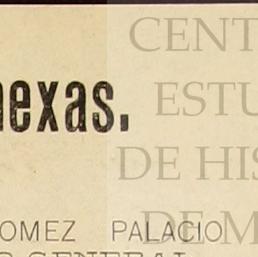 CENT
ESTU
nexas.
DE HIS
OMEZ PALACIO
DE M